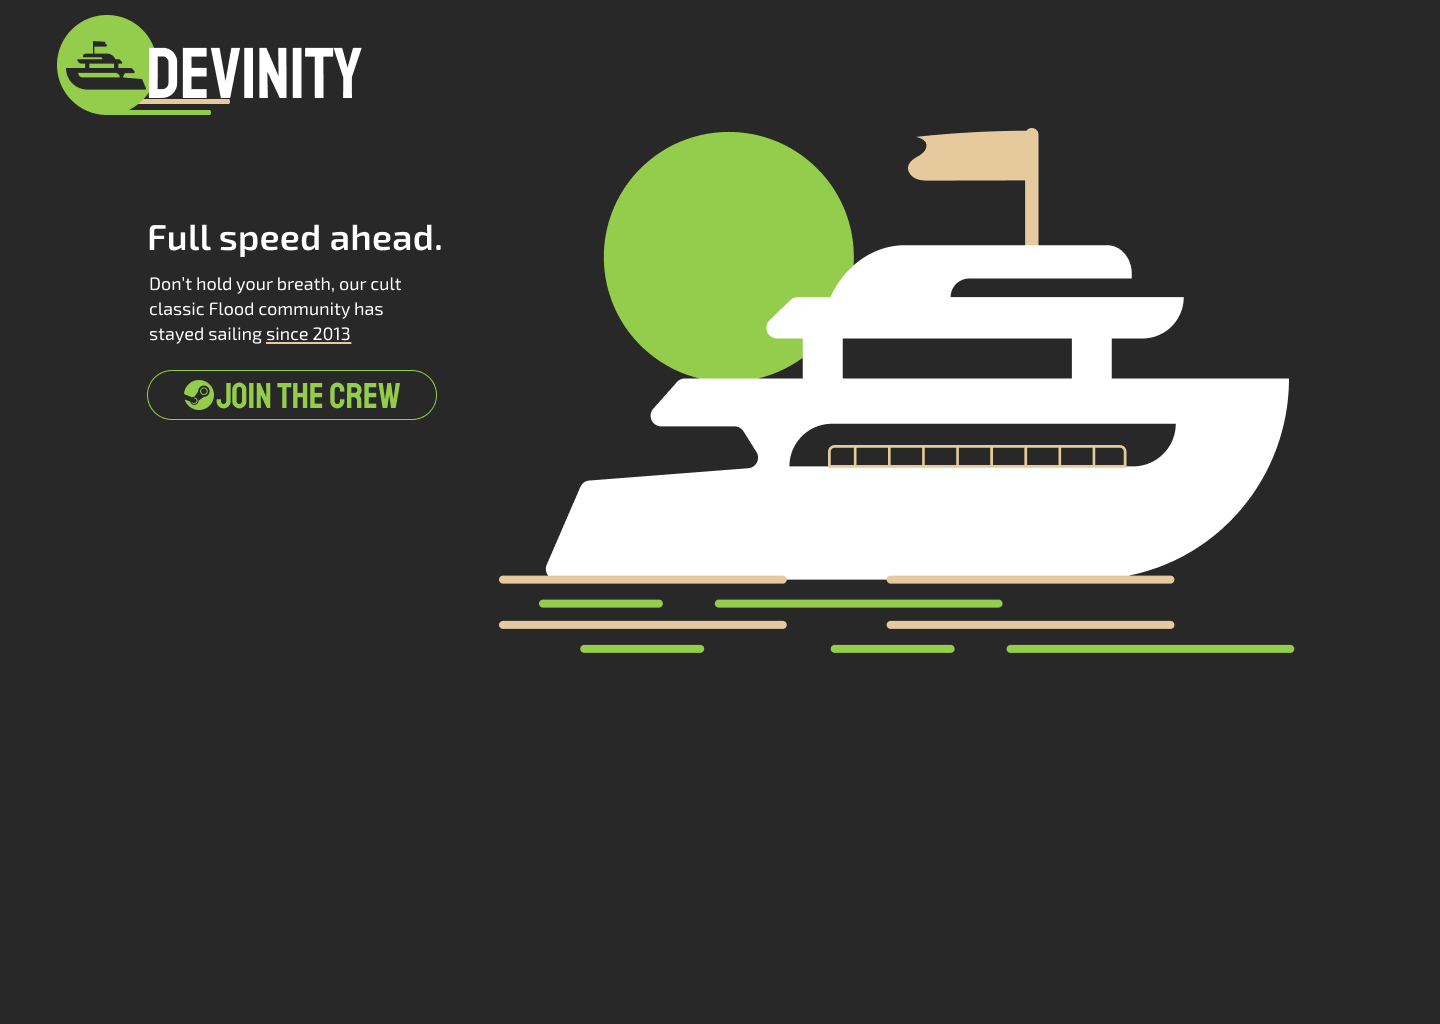 DEVINITY
Full speed ahead.
Don't hold your breath, our cult
classic Flood community has
stayed sailing since 2013
JOIN THE CREW